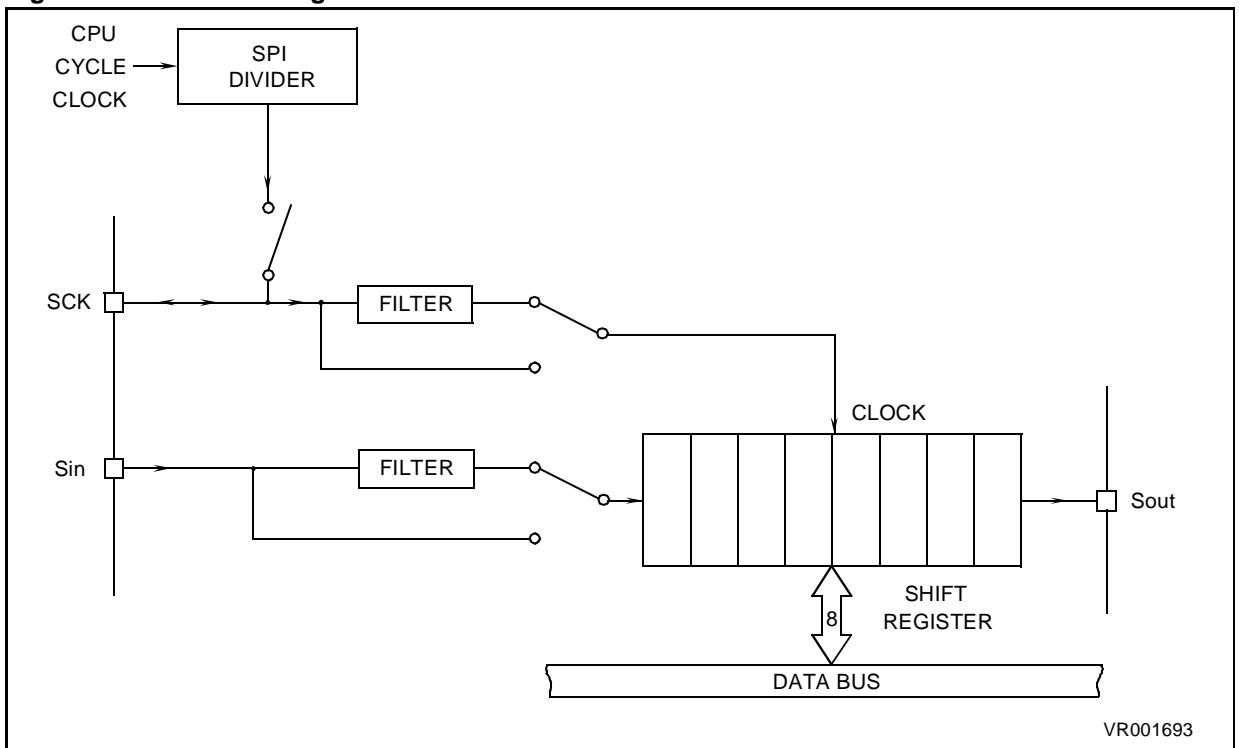 CPU
CYCLE
CLOCK
SPI
DIVIDER
SCK
FILTER
CLOCK
Sin
FILTER
Sout
8
SHIFT
REGISTER
DATA BUS
VR001693